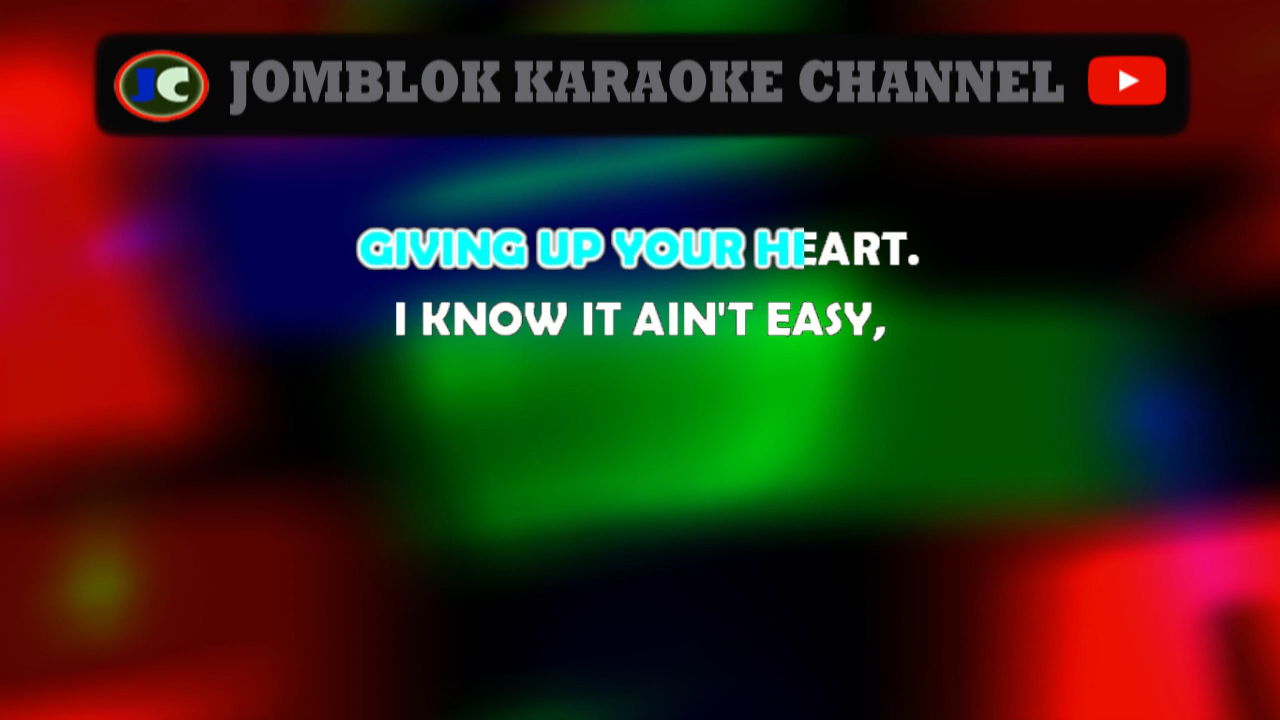 JC JOMBLOK KARAOKE CHANNEL
GIVING UP YOUR HEART.
I KNOW IT AIN'T EASY,